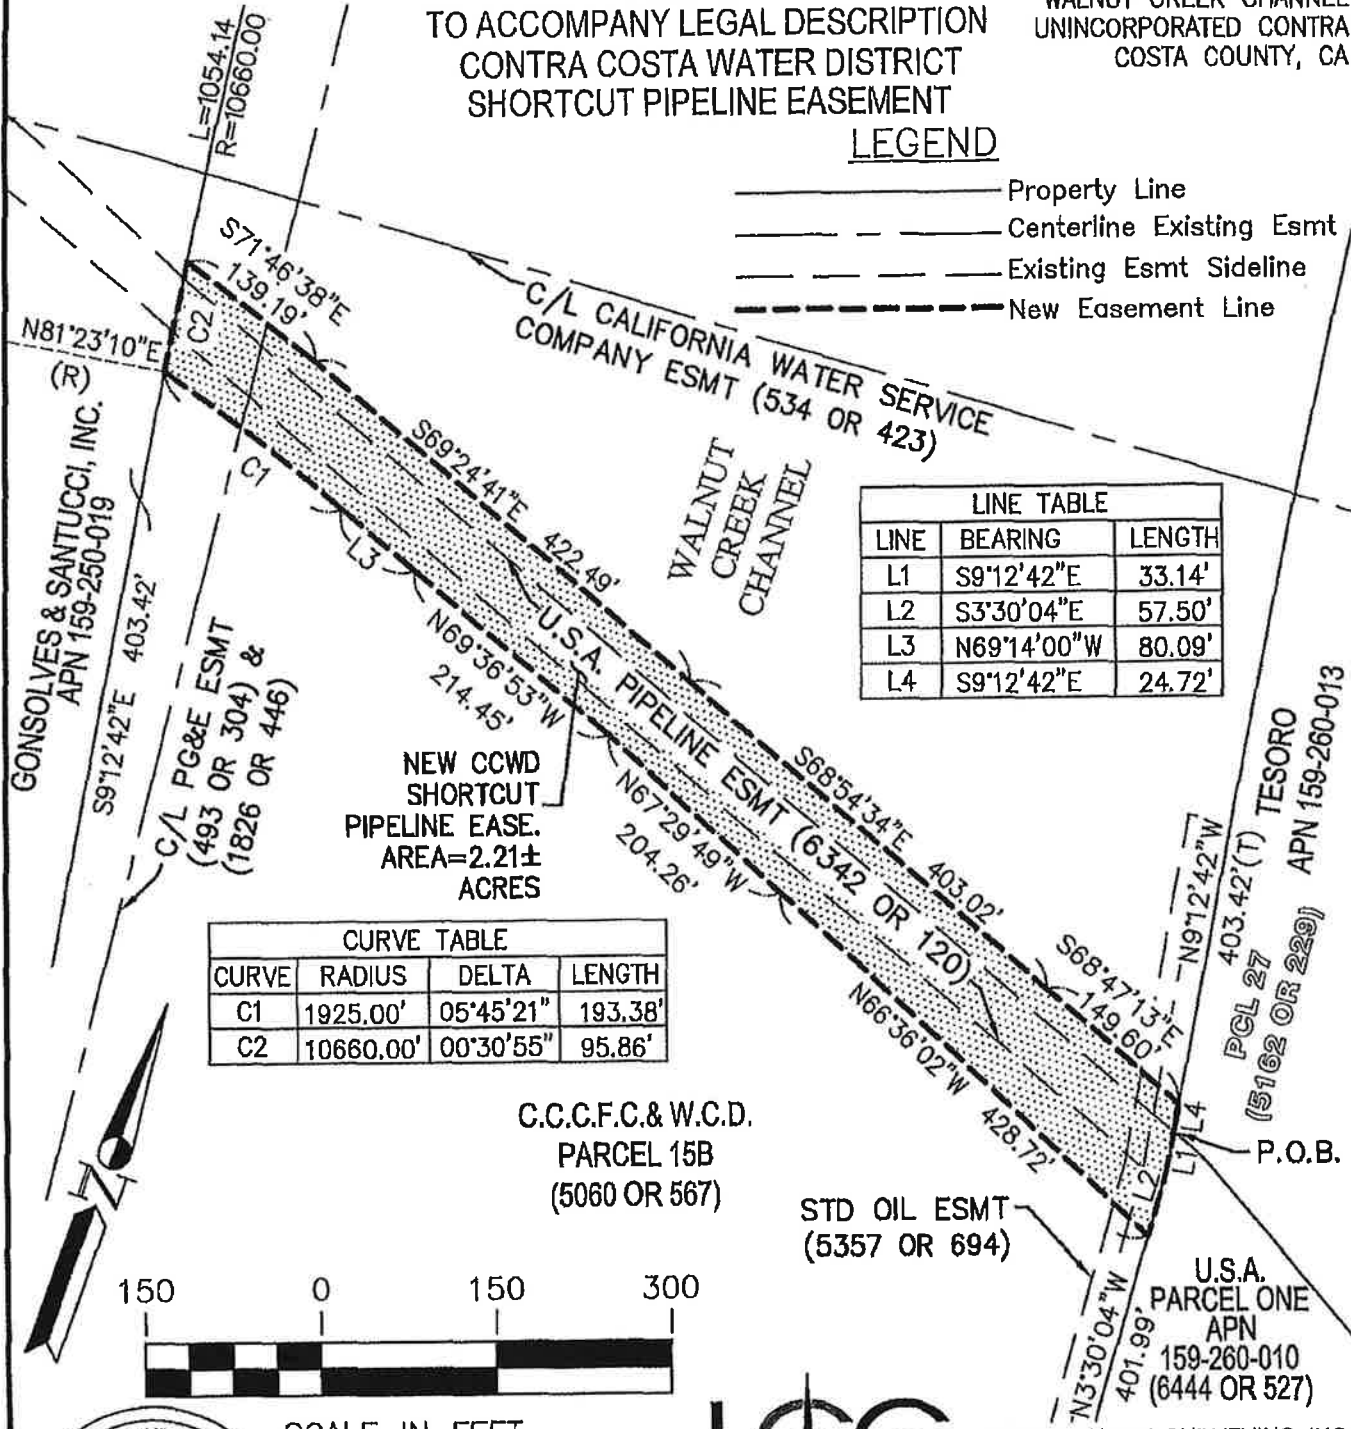 TO ACCOMPANY LEGAL DESCRIPTION
CONTRA COSTA WATER DISTRICT
SHORTCUT PIPELINE EASEMENT
WALNUT CREEK CHANNEL
UNINCORPORATED CONTRA
COSTA COUNTY, CA
LEGEND
Property Line
Centerline Existing Esmt
Existing Esmt Sideline
New Easement Line
L=1054.14
R=10660.00
S71°46'38"E
139.19'
C2
N81°23'10"E
(R)
C/L CALIFORNIA WATER SERVICE
COMPANY ESMT (534 OR 423)
GONSOLVES & SANTUCCI, INC.
APN 159-250-019
S9°12'42"E 403.42'
C/L PG&E ESMT
(493 OR 304) &
(1826 OR 446)
C1
L3
S69°24'41"E 422.49'
WALNUT
CREEK
CHANNEL
LINE TABLE
LINE BEARING LENGTH
L1 S9°12'42"E 33.14'
L2 S3°30'04"E 57.50'
L3 N69°14'00"W 80.09'
L4 S9°12'42"E 24.72'
U.S.A. PIPELINE ESMT (6342 OR 120)
N69°36'53"W
214.45'
NEW CCWD
SHORTCUT
PIPELINE EASE.
AREA=2.21±
ACRES
N67°29'49"W
204.26'
S68°54'34"E 403.02'
S68°47'13"E
149.60'
N66°36'02"W 428.72'
N9°12'42"W
403.42'(T)
TESORO
APN 159-260-013
PCL 27
(5162 OR 229)
CURVE TABLE
CURVE RADIUS DELTA LENGTH
C1 1925.00' 05°45'21" 193.38'
C2 10660.00' 00°30'55" 95.86'
C.C.C.F.C.& W.C.D.
PARCEL 15B
(5060 OR 567)
L4
L1
L2
P.O.B.
STD OIL ESMT
(5357 OR 694)
N3°30'04"W
401.99'
U.S.A.
PARCEL ONE
APN
159-260-010
(6444 OR 527)
N
150 0 150 300
SCALE IN FEET